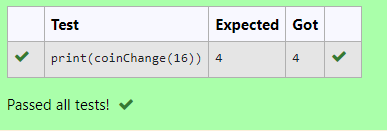 Test Expected Got
print(coinChange(16)) 4 4
Passed all tests!